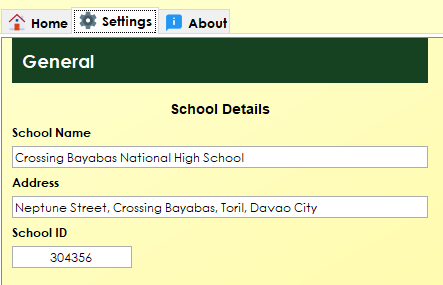 Home Settings About
General
School Details
School Name
Crossing Bayabas National High School
Address
Neptune Street, Crossing Bayabas, Toril, Davao City
School ID
304356